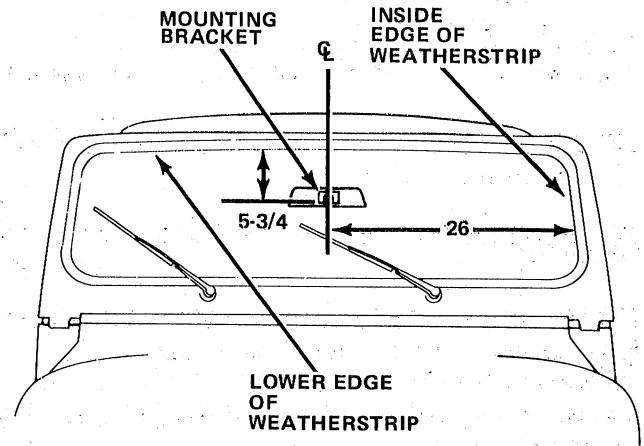 MOUNTING
BRACKET
℄
INSIDE
EDGE OF
WEATHERSTRIP
5-3/4
26
LOWER EDGE
OF
WEATHERSTRIP